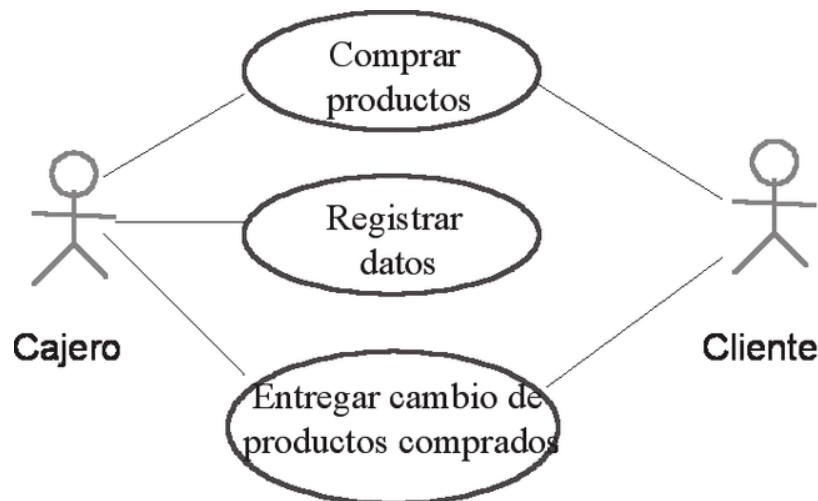 Comprar
productos
Registrar
datos
Cajero
Cliente
Entregar cambio de
productos comprados